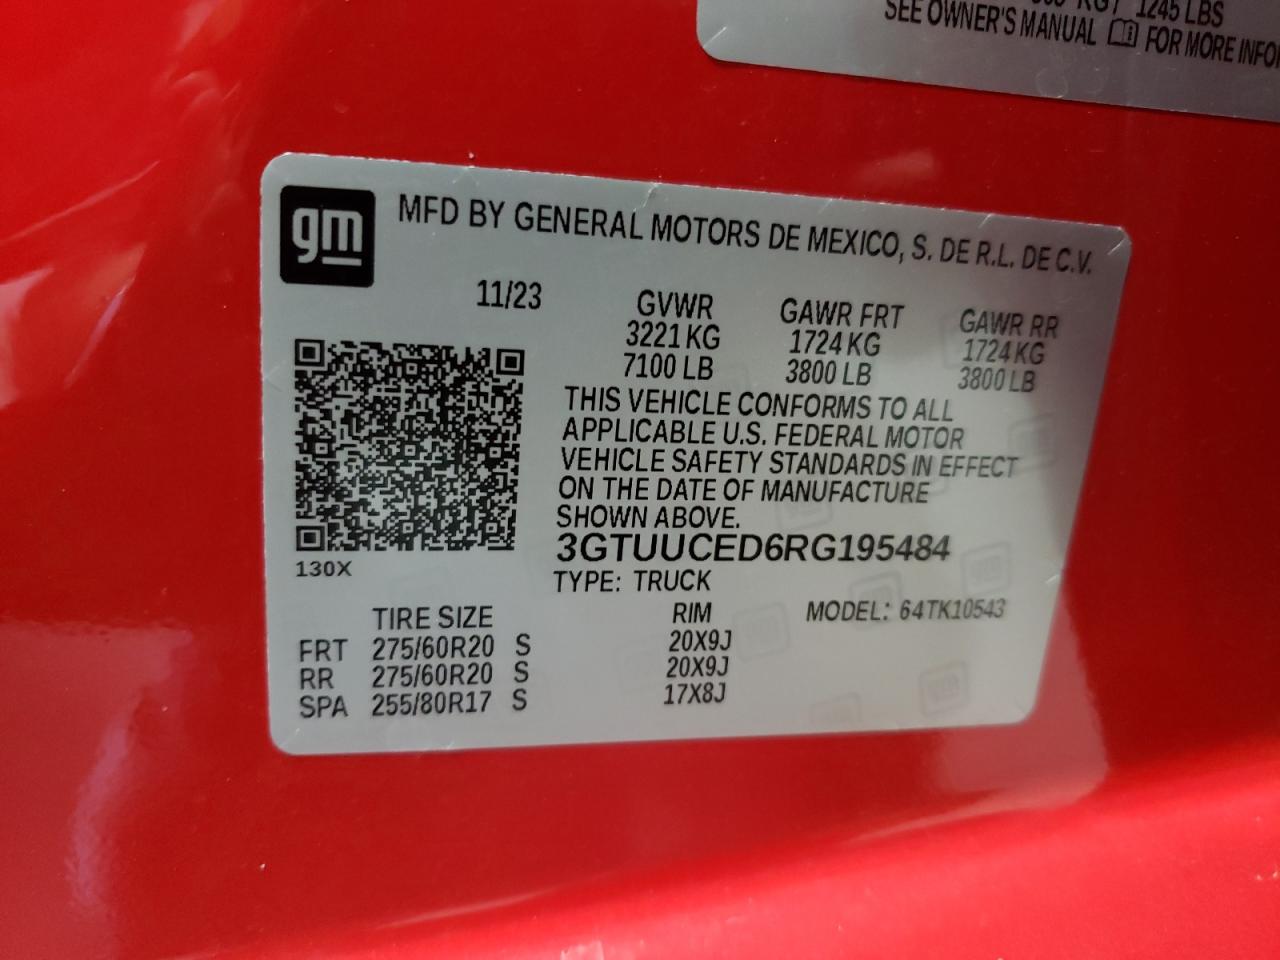 KG / 1245 LBS
SEE OWNER'S MANUAL FOR MORE
gm
MFD BY GENERAL MOTORS DE MEXICO, S. DE R.L. DE C.V.
11/23
GVWR GAWR FRT GAWR RR
3221 KG 1724 KG 1724 KG
7100 LB 3800 LB 3800 LB
THIS VEHICLE CONFORMS TO ALL
APPLICABLE U.S. FEDERAL MOTOR
VEHICLE SAFETY STANDARDS IN EFFECT
ON THE DATE OF MANUFACTURE
SHOWN ABOVE.
3GTUUCED6RG195484
130X
TYPE: TRUCK
TIRE SIZE RIM MODEL: 64TK10543
FRT 275/60R20 S 20X9J
RR 275/60R20 S 20X9J
SPA 255/80R17 S 17X8J